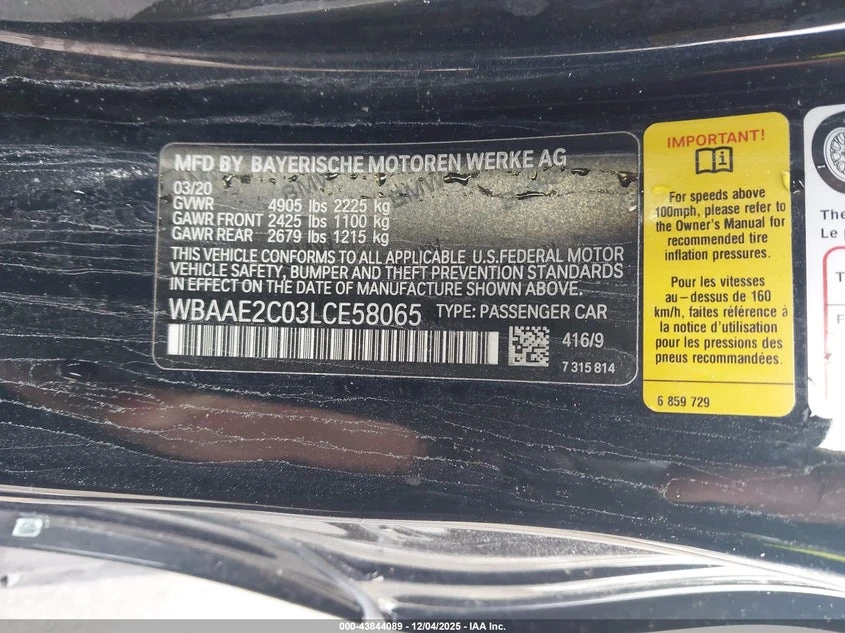 MFD BY BAYERISCHE MOTOREN WERKE AG
03/20
GVWR 4905 lbs 2225 kg
GAWR FRONT 2425 lbs 1100 kg
GAWR REAR 2679 lbs 1215 kg
THIS VEHICLE CONFORMS TO ALL APPLICABLE U.S.FEDERAL MOTOR
VEHICLE SAFETY, BUMPER AND THEFT PREVENTION STANDARDS
IN EFFECT ON THE DATE OF MANUFACTURE SHOWN ABOVE.
WBAAE2C03LCE58065 TYPE: PASSENGER CAR
416/9
7 315 814
IMPORTANT!
For speeds above
100mph, please refer to
the Owner's Manual for
recommended tire
inflation pressures.
Pour les vitesses
au-dessus de 160
km/h, faites référence à
la notice d'utilisation
pour les pressions des
pneus recommandées.
6 859 729
The
Le
000-43844089 - 12/04/2025 - IAA Inc.